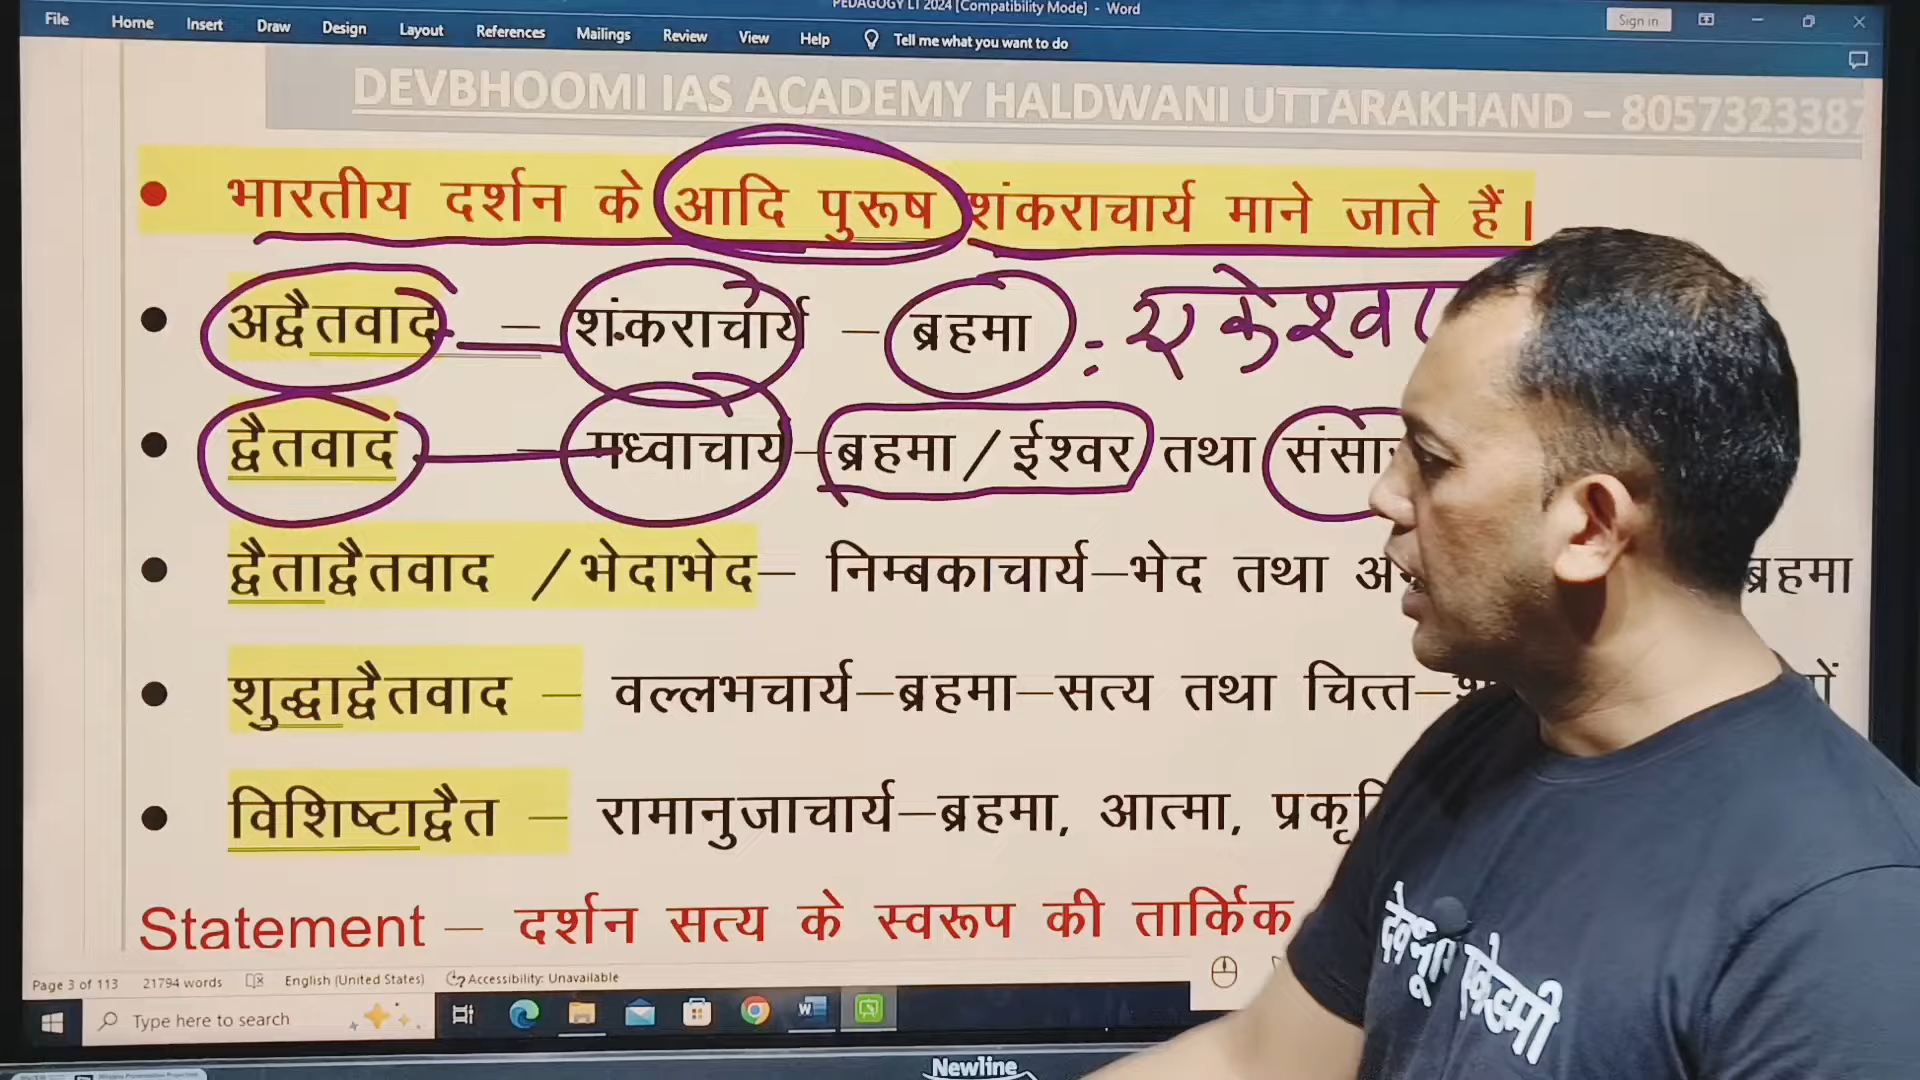 PEDAGOGY LT 2024 [Compatibility Mode] - Word
Sign in
File Home Insert Draw Design Layout References Mailings Review View Help Tell me what you want to do
DEVBHOOMI IAS ACADEMY HALDWANI UTTARAKHAND – 8057323387
• भारतीय दर्शन के आदि पुरूष शंकराचार्य माने जाते हैं।
• अद्वैतवाद – शंकराचार्य – ब्रहमा : एकेश्व
• द्वैतवाद – मध्वाचार्य – ब्रहमा / ईश्वर तथा
• द्वैताद्वैतवाद / भेदाभेद– निम्बकाचार्य–भेद तथा ब्रहमा
• शुद्धाद्वैतवाद – वल्लभचार्य–ब्रहमा–सत्य तथा चित्त–
• विशिष्टाद्वैत – रामानुजाचार्य–ब्रहमा, आत्मा,
Statement – दर्शन सत्य के स्वरूप की तार्किक
देवभूमि एकेडमी
Page 3 of 113 21794 words English (United States) Accessibility: Unavailable
Type here to search
Newline